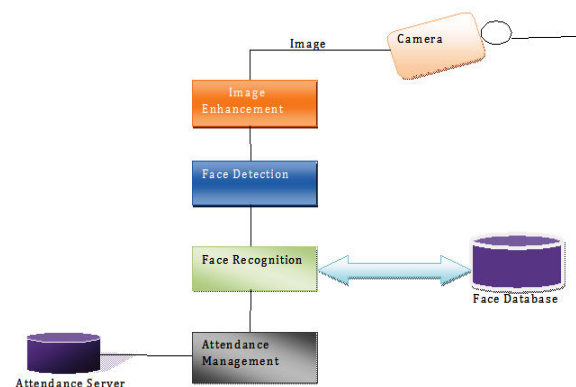 Image
Camera
Image
Enhancement
Face Detection
Face Recognition
Face Database
Attendance
Management
Attendance Server